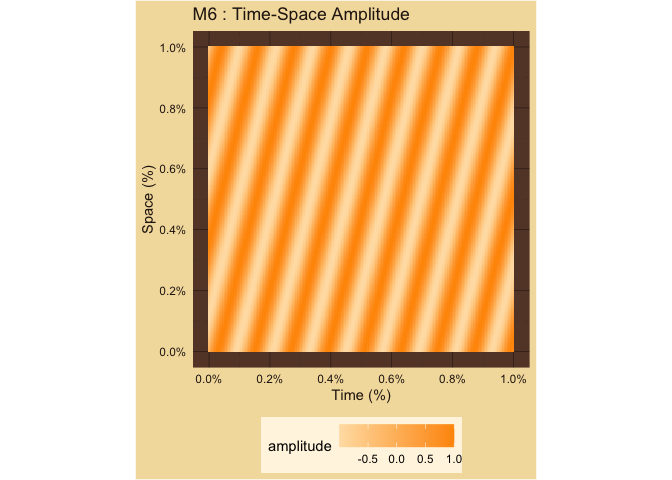 M6 : Time-Space Amplitude
Space (%)
1.0%
0.8%
0.6%
0.4%
0.2%
0.0%
0.0% 0.2% 0.4% 0.6% 0.8% 1.0%
Time (%)
amplitude
-0.5 0.0 0.5 1.0